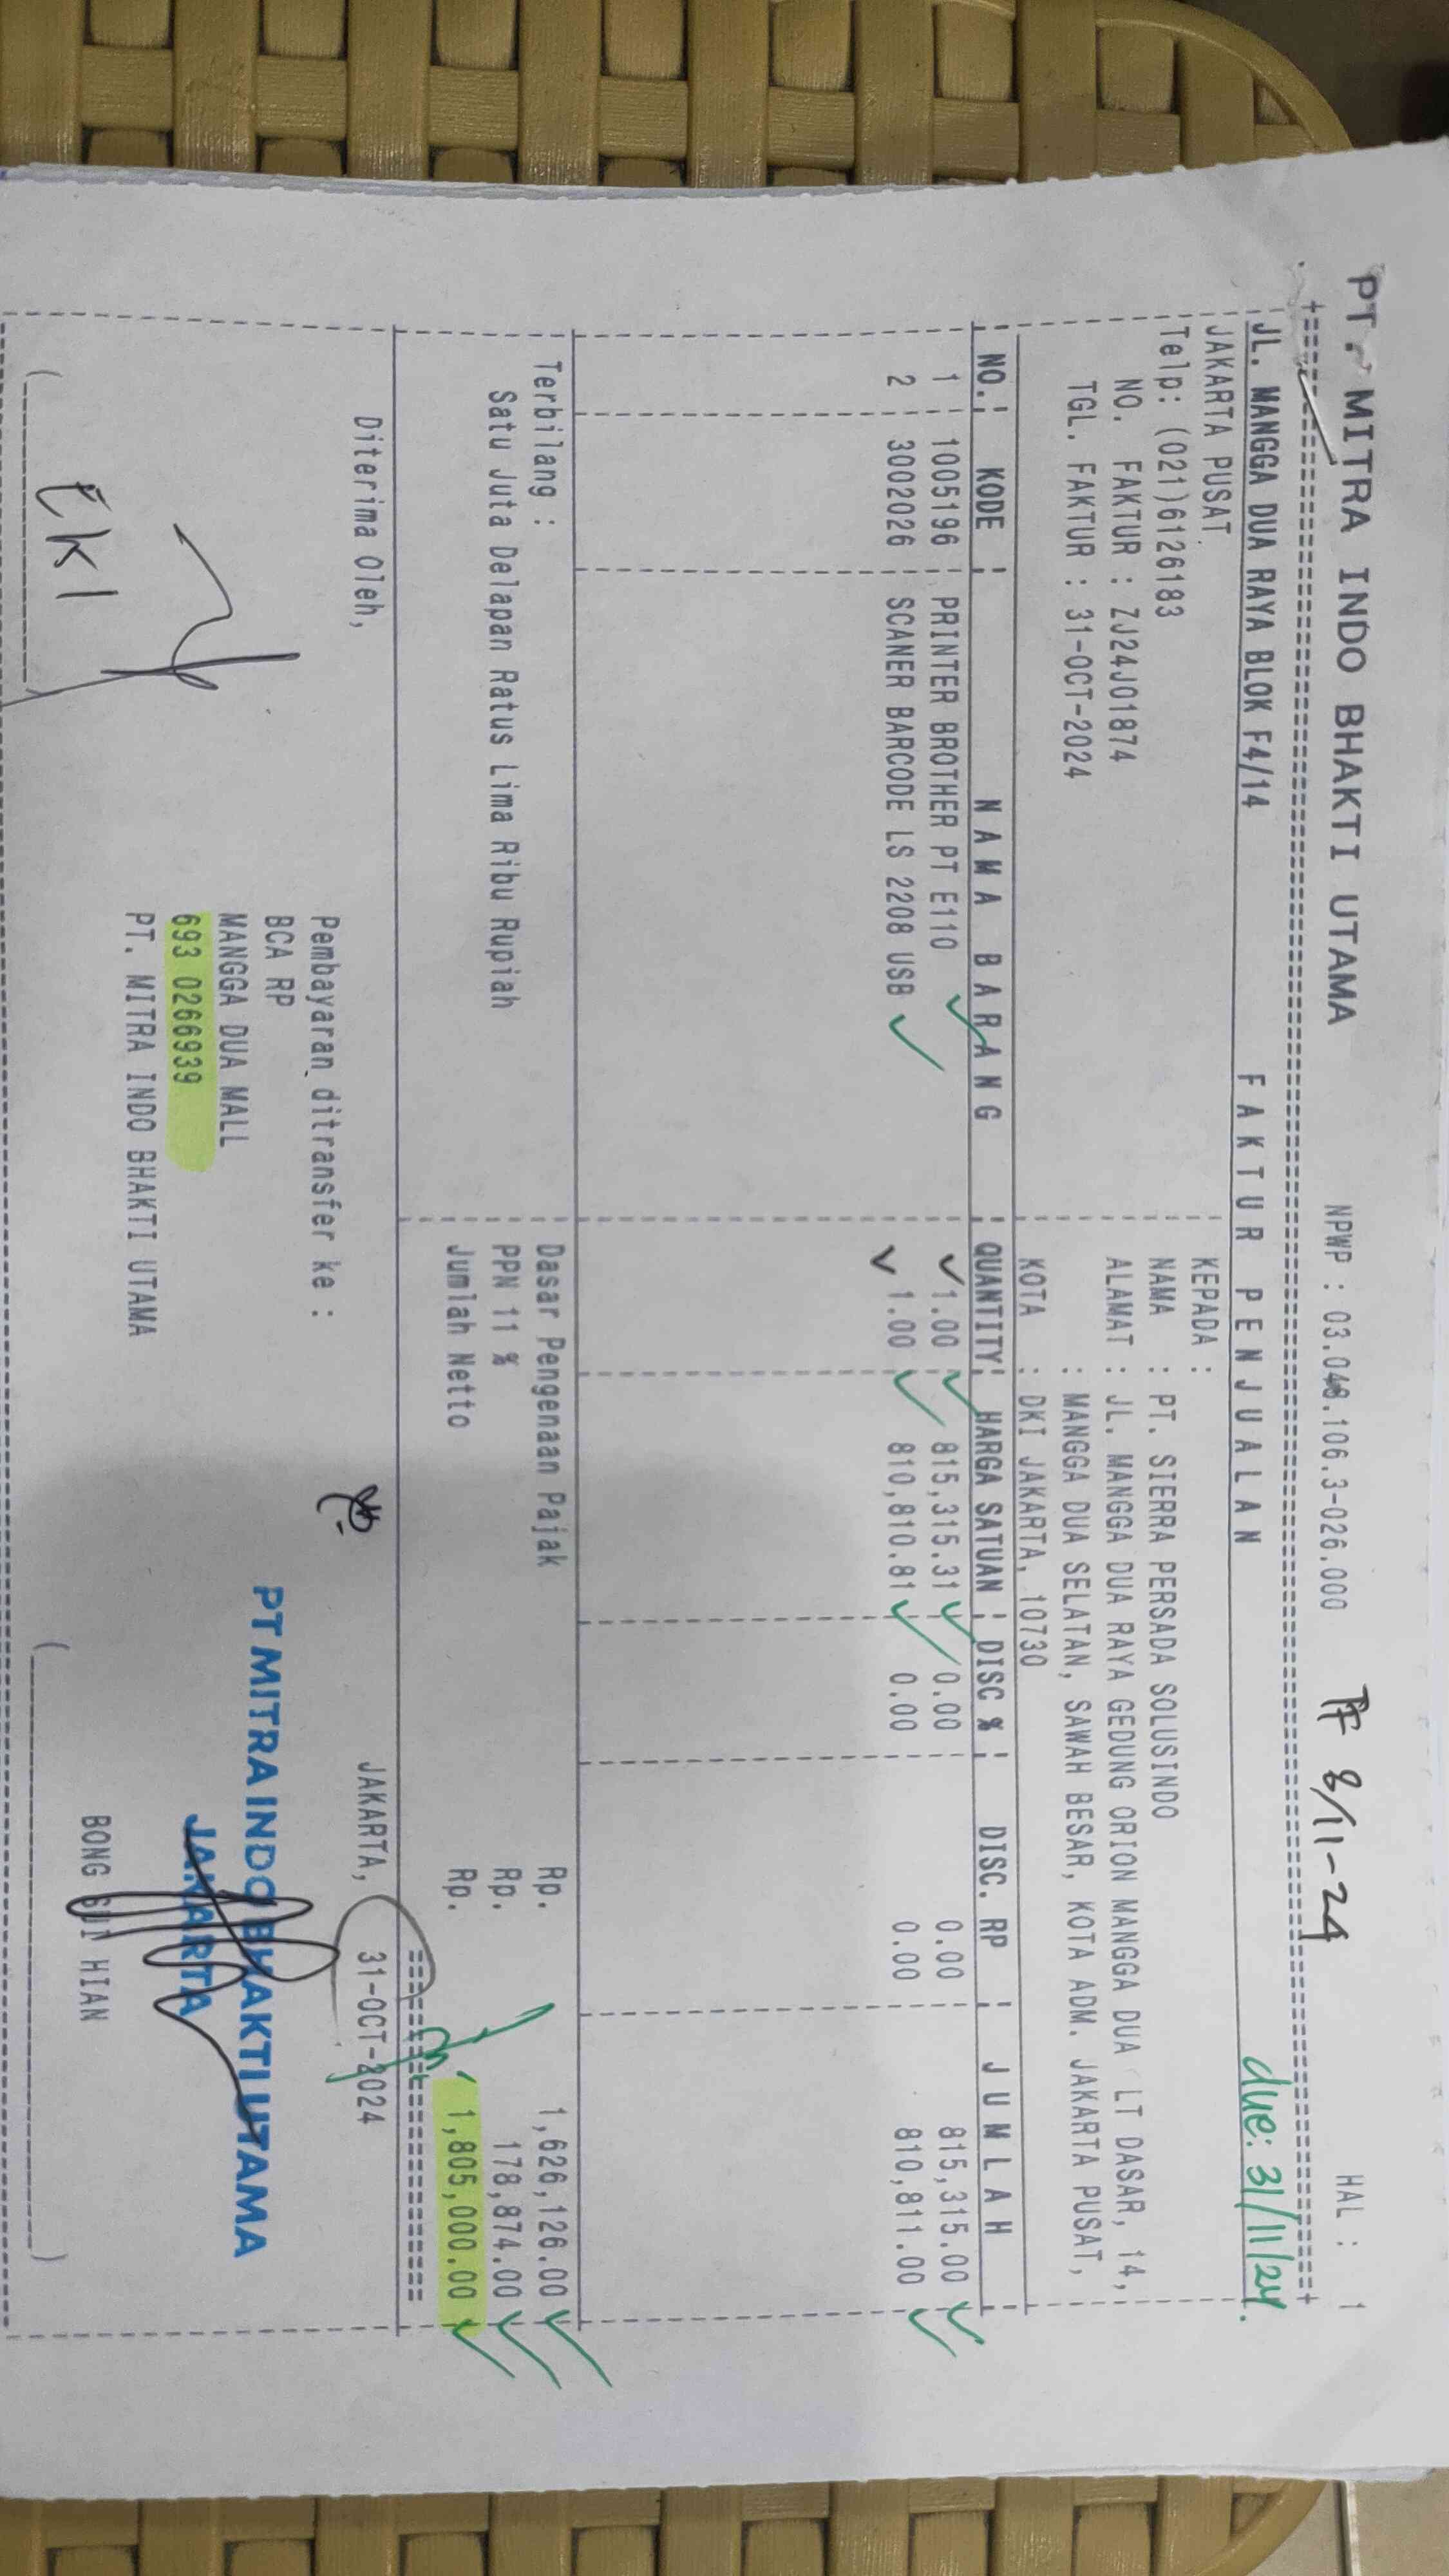 PT. MITRA INDO BHAKTI UTAMA NPWP : 03.048.106.3-026.000 TF 8/11-24 HAL : 1
JL. MANGGA DUA RAYA BLOK F4/14 FAKTUR PENJUALAN due: 31/11/24.
JAKARTA PUSAT KEPADA :
Telp: (021)6126183 NAMA : PT. SIERRA PERSADA SOLUSINDO
NO. FAKTUR : ZJ24J01874 ALAMAT : JL. MANGGA DUA RAYA GEDUNG ORION MANGGA DUA LT DASAR, 14,
TGL. FAKTUR : 31-OCT-2024 : MANGGA DUA SELATAN, SAWAH BESAR, KOTA ADM. JAKARTA PUSAT,
KOTA : DKI JAKARTA, 10730
NO. KODE NAMA BARANG QUANTITY HARGA SATUAN DISC % DISC. RP JUMLAH
1 1005196 PRINTER BROTHER PT E110 1.00 815,315.31 0.00 0.00 815,315.00
2 3002026 SCANER BARCODE LS 2208 USB 1.00 810,810.81 0.00 0.00 810,811.00
Terbilang : Dasar Pengenaan Pajak Rp. 1,626,126.00
Satu Juta Delapan Ratus Lima Ribu Rupiah PPN 11 % Rp. 178,874.00
Jumlah Netto Rp. 1,805,000.00
Diterima Oleh, JAKARTA, 31-OCT-2024
Pembayaran ditransfer ke :
BCA RP
MANGGA DUA MALL
693 0266939
PT. MITRA INDO BHAKTI UTAMA
PT MITRA INDO BHAKTI UTAMA
JAKARTA
BONG SUI HIAN